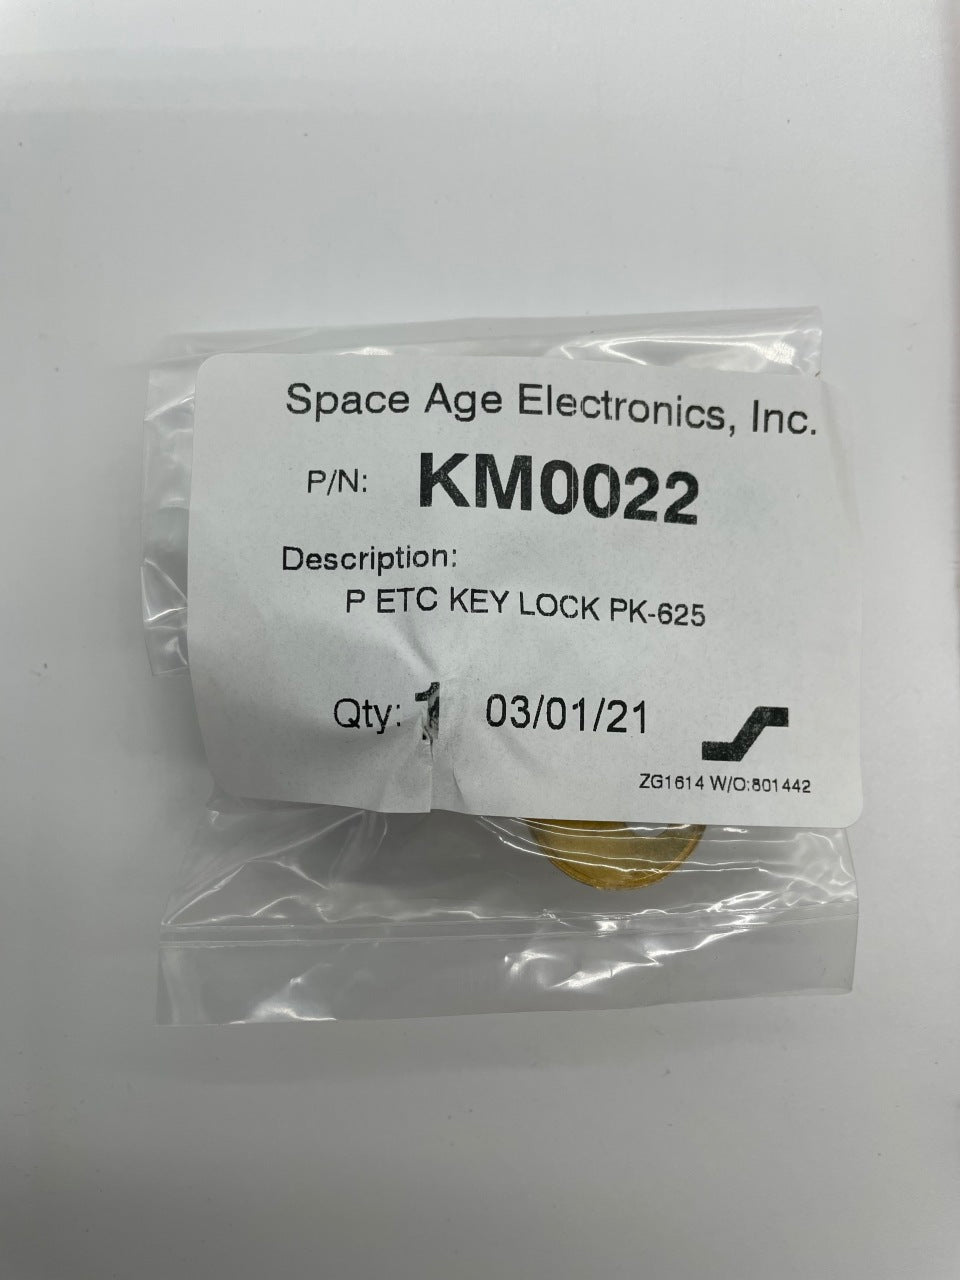 Space Age Electronics, Inc.
P/N: KM0022
Description:
P ETC KEY LOCK PK-625
Qty: 1 03/01/21
ZG1614 W/O:801442